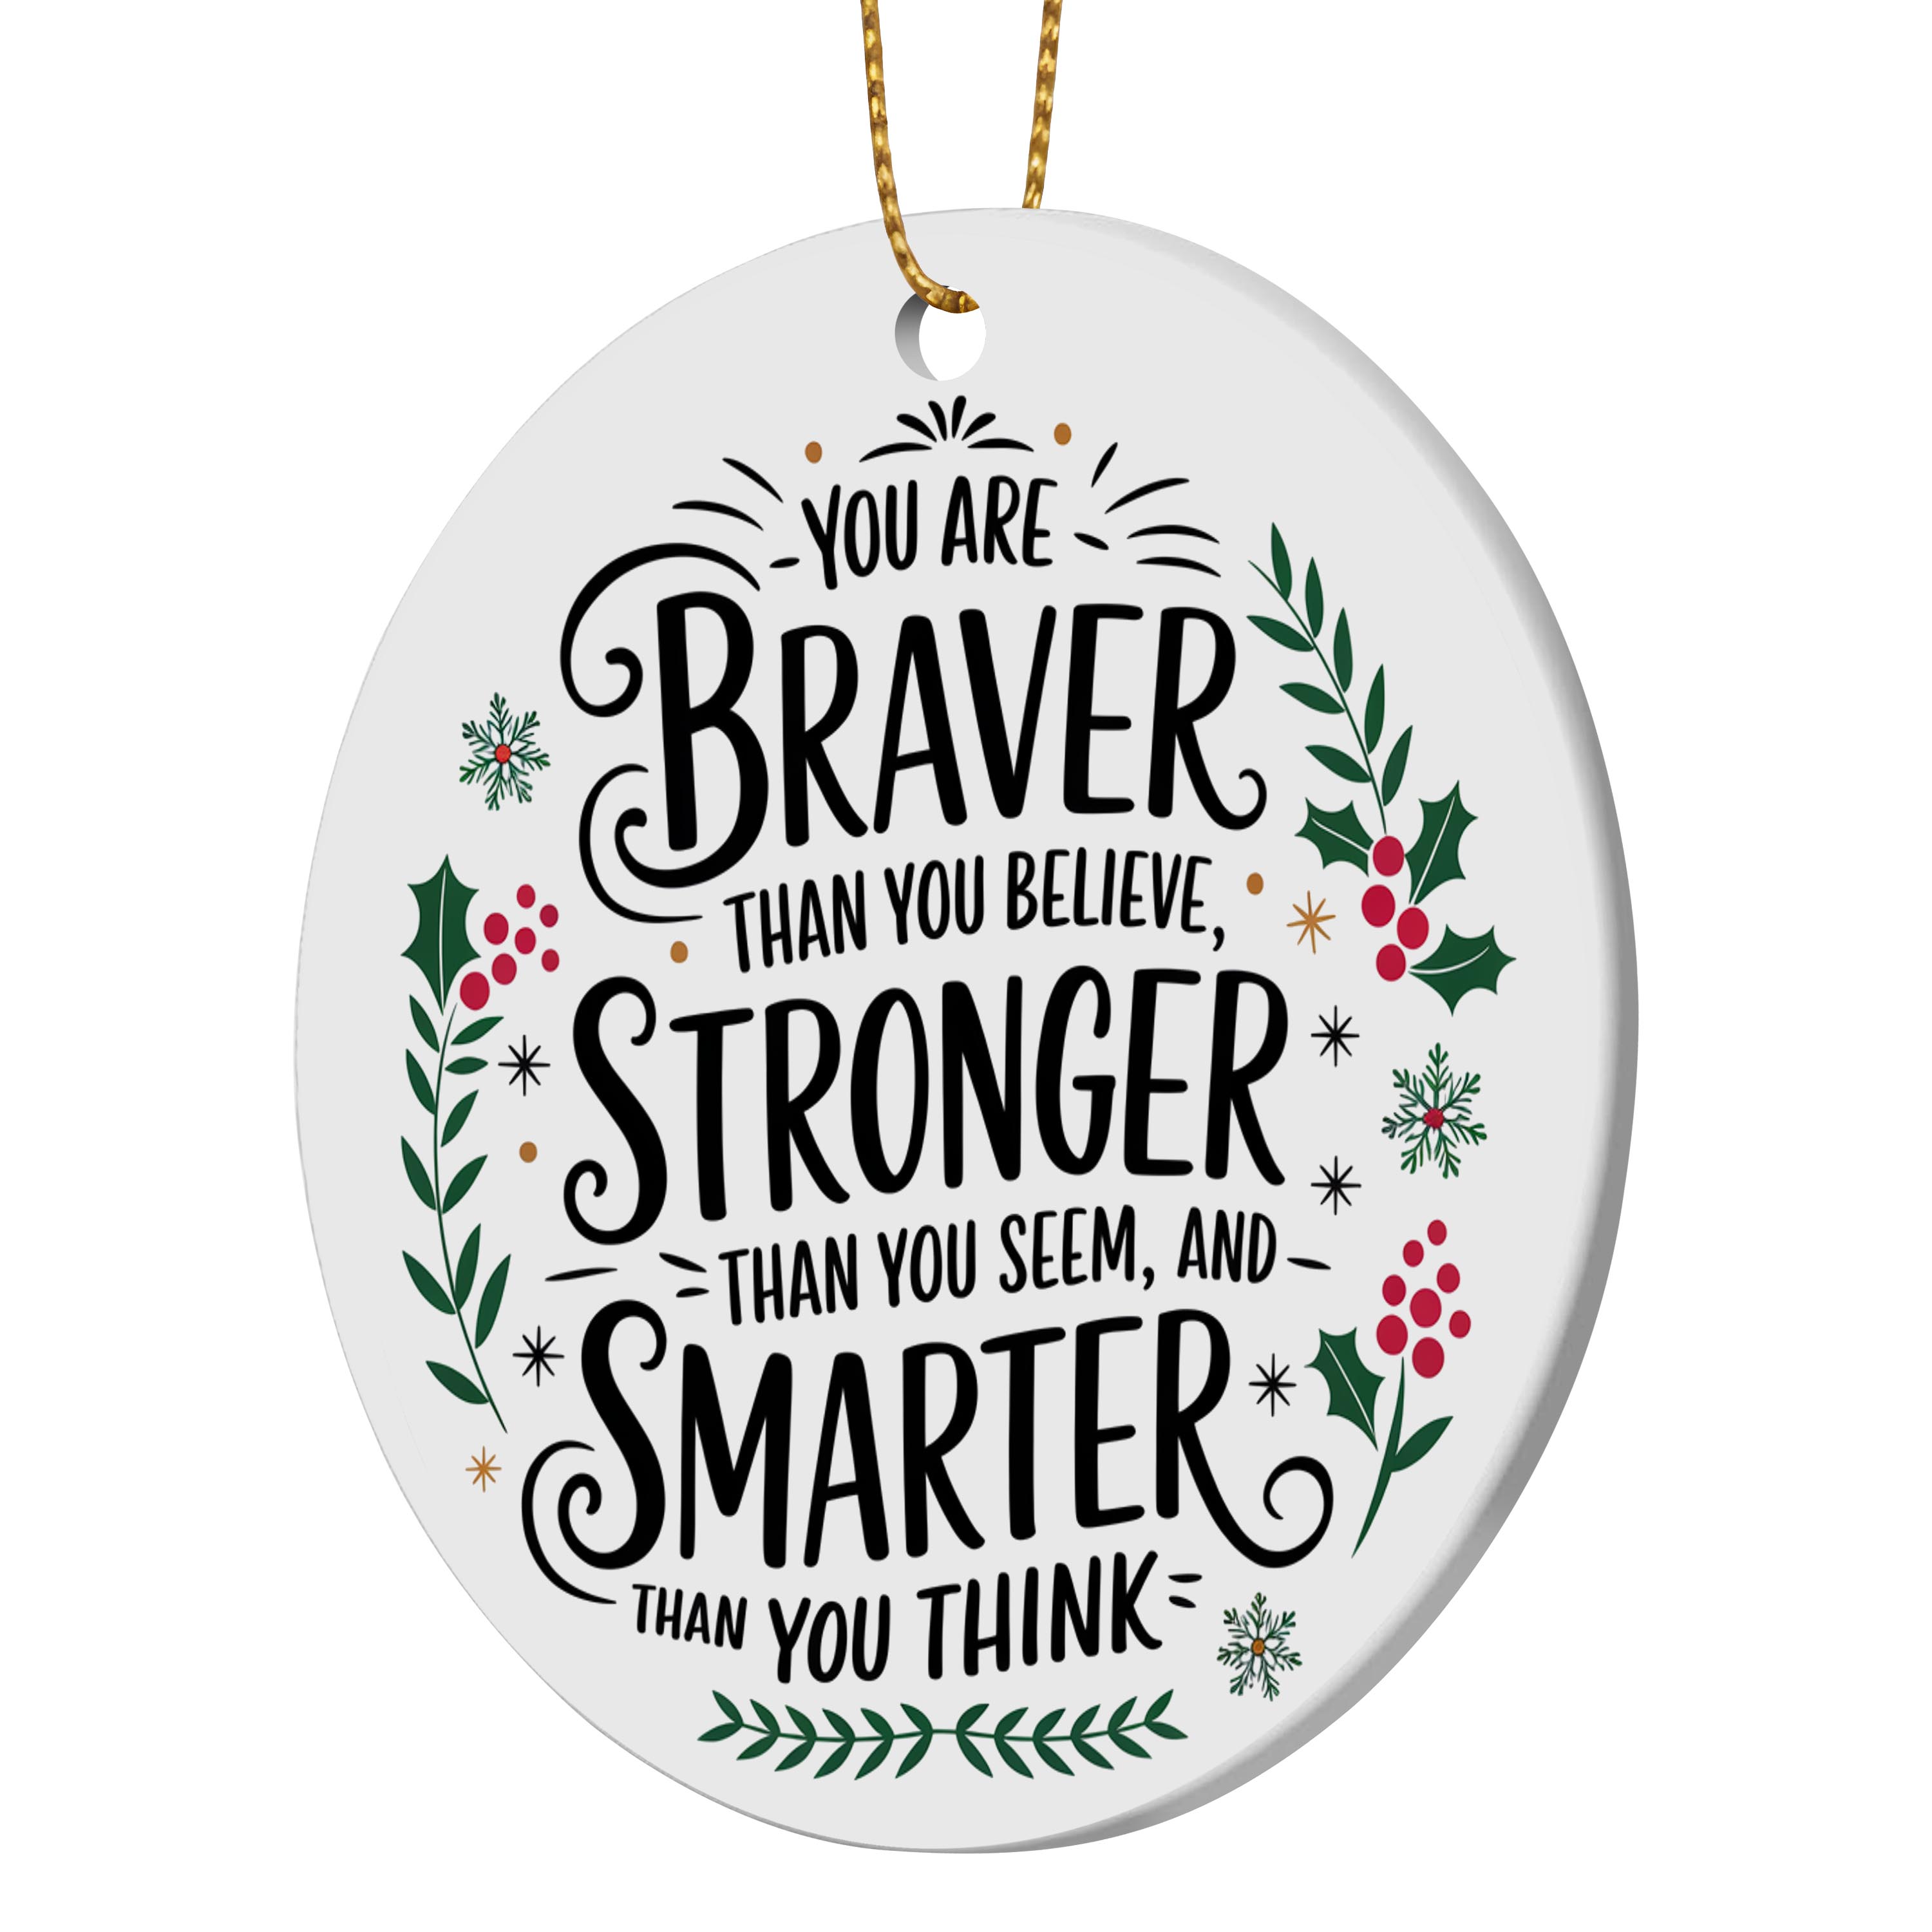 YOU ARE
BRAVER
THAN YOU BELIEVE,
STRONGER
THAN YOU SEEM, AND
SMARTER
THAN YOU THINK